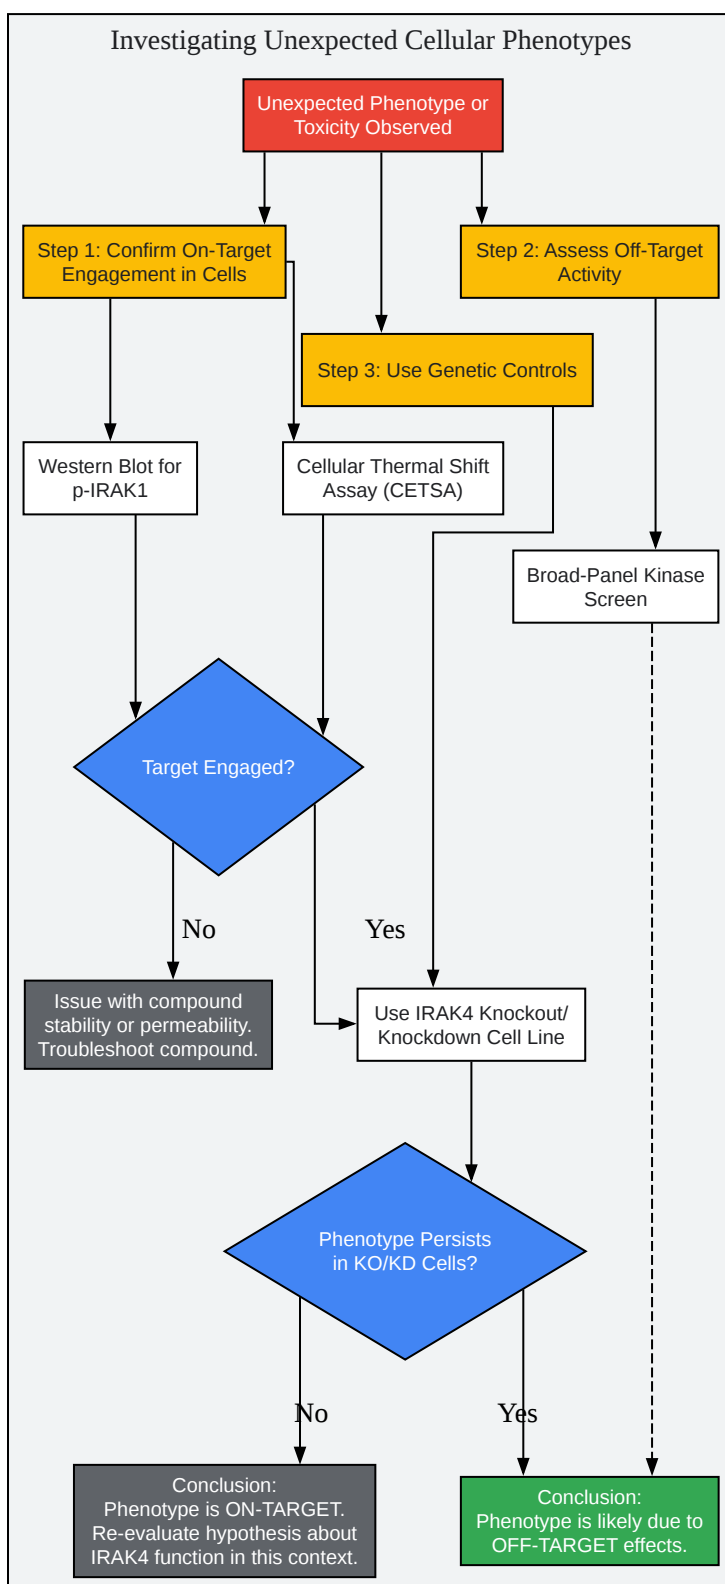 Investigating Unexpected Cellular Phenotypes
Unexpected Phenotype or
Toxicity Observed
Step 1: Confirm On-Target
Engagement in Cells
Step 2: Assess Off-Target
Activity
Step 3: Use Genetic Controls
Western Blot for
p-IRAK1
Cellular Thermal Shift
Assay (CETSA)
Broad-Panel Kinase
Screen
Target Engaged?
No
Yes
Issue with compound
stability or permeability.
Troubleshoot compound.
Use IRAK4 Knockout/
Knockdown Cell Line
Phenotype Persists
in KO/KD Cells?
No
Yes
Conclusion:
Phenotype is ON-TARGET.
Re-evaluate hypothesis about
IRAK4 function in this context.
Conclusion:
Phenotype is likely due to
OFF-TARGET effects.